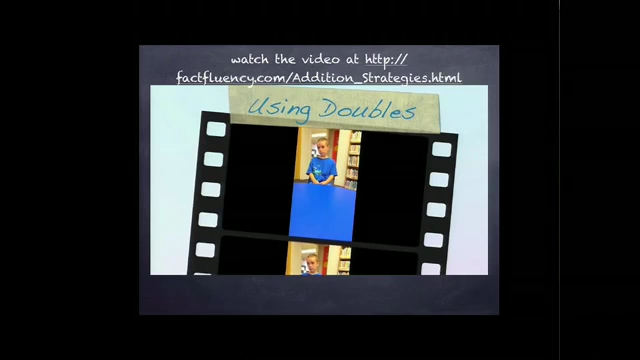 watch the video at http://
factfluency.com/Addition_Strategies.html
Using Doubles